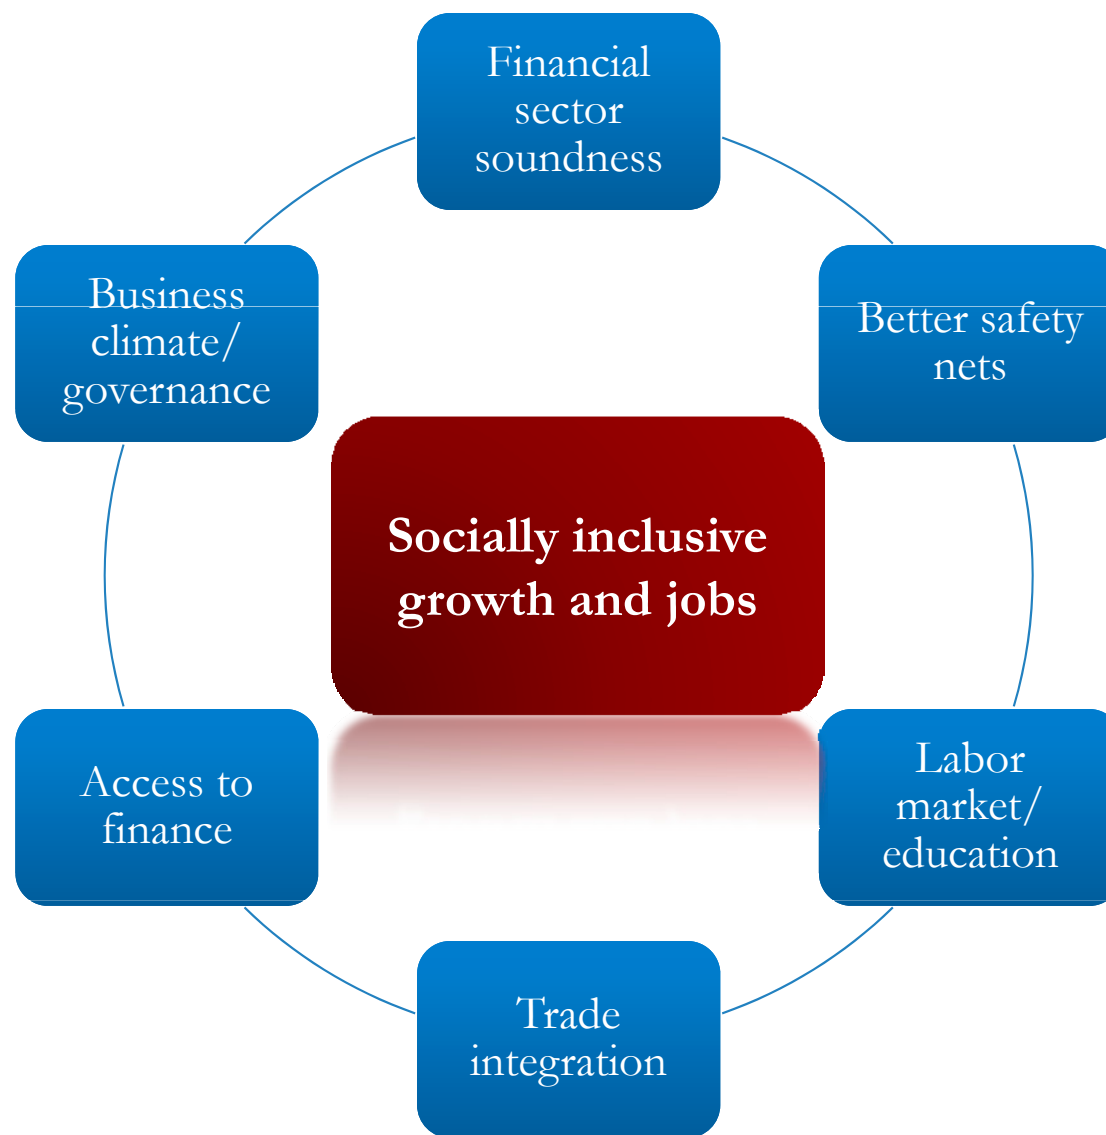 Financial
sector
soundness
Business
climate/
governance
Better safety
nets
Socially inclusive
growth and jobs
Access to
finance
Labor
market/
education
Trade
integration